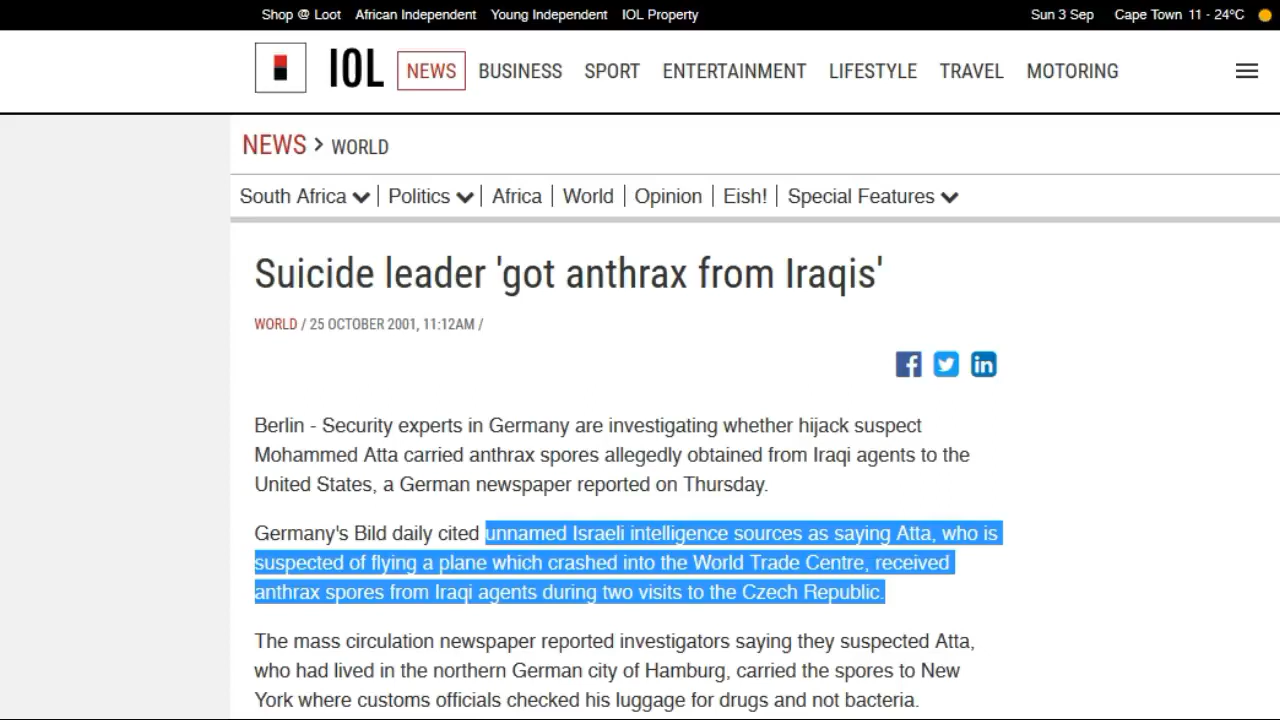 Shop @ Loot African Independent Young Independent IOL Property Sun 3 Sep Cape Town 11 - 24ºC
IOL NEWS BUSINESS SPORT ENTERTAINMENT LIFESTYLE TRAVEL MOTORING
NEWS > WORLD
South Africa | Politics | Africa | World | Opinion | Eish! | Special Features
Suicide leader 'got anthrax from Iraqis'
WORLD / 25 OCTOBER 2001, 11:12AM /
Berlin - Security experts in Germany are investigating whether hijack suspect
Mohammed Atta carried anthrax spores allegedly obtained from Iraqi agents to the
United States, a German newspaper reported on Thursday.
Germany's Bild daily cited unnamed Israeli intelligence sources as saying Atta, who is
suspected of flying a plane which crashed into the World Trade Centre, received
anthrax spores from Iraqi agents during two visits to the Czech Republic.
The mass circulation newspaper reported investigators saying they suspected Atta,
who had lived in the northern German city of Hamburg, carried the spores to New
York where customs officials checked his luggage for drugs and not bacteria.